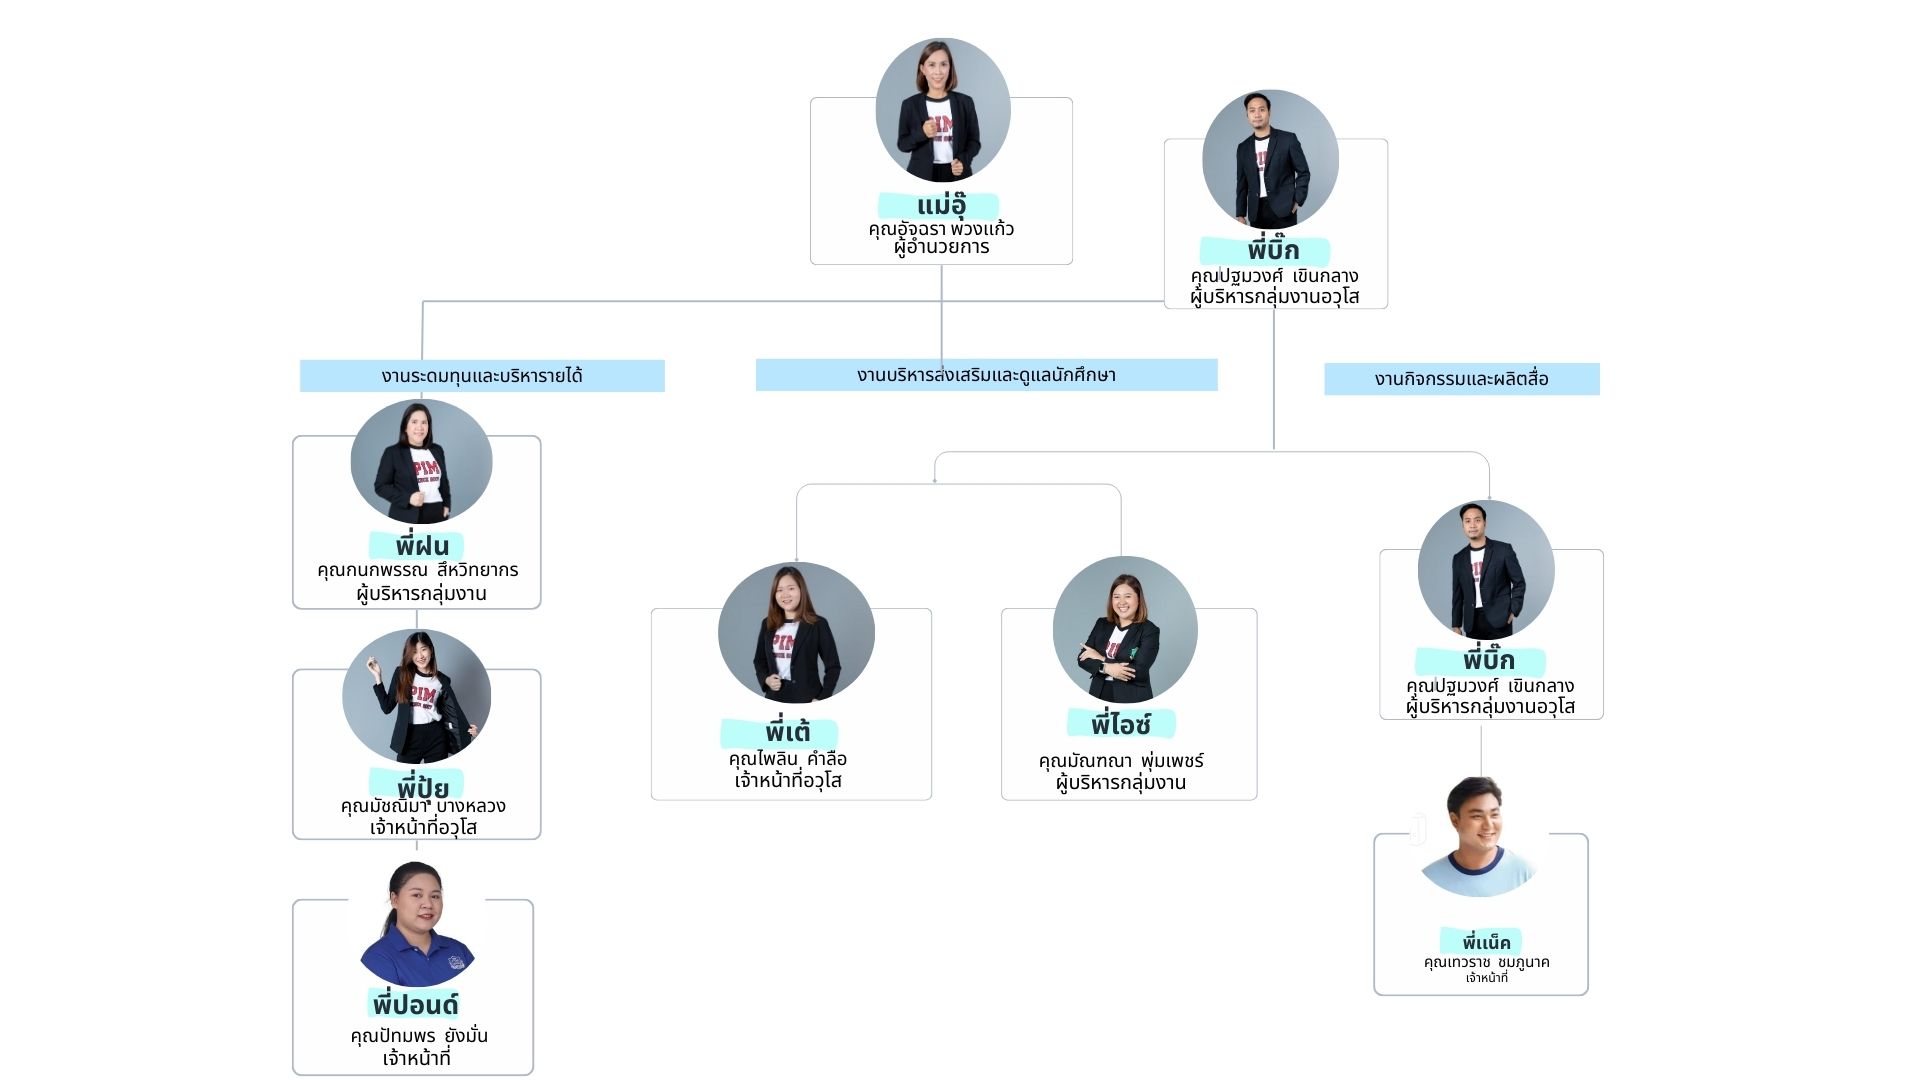 แม่อุ๊
คุณอัจฉรา พวงแก้ว
ผู้อำนวยการ
พี่บิ๊ก
คุณปฐมวงศ์ เขินกลาง
ผู้บริหารกลุ่มงานอวุโส
งานระดมทุนและบริหารายได้
งานบริหารส่งเสริมและดูแลนักศึกษา
งานกิจกรรมและผลิตสื่อ
พี่ฝน
คุณกนกพรรณ สีหวิทยากร
ผู้บริหารกลุ่มงาน
พี่ปุ้ย
คุณมัชณิมา บางหลวง
เจ้าหน้าที่อวุโส
พี่ปอนด์
คุณปัทมพร ยังมั่น
เจ้าหน้าที่
พี่เต้
คุณไพลิน คำลือ
เจ้าหน้าที่อวุโส
พี่ไอซ์
คุณมัณฑณา พุ่มเพชร์
ผู้บริหารกลุ่มงาน
พี่บิ๊ก
คุณปฐมวงศ์ เขินกลาง
ผู้บริหารกลุ่มงานอวุโส
พี่แน็ค
คุณเทวราช ชมภูนาค
เจ้าหน้าที่
PIM
PIM